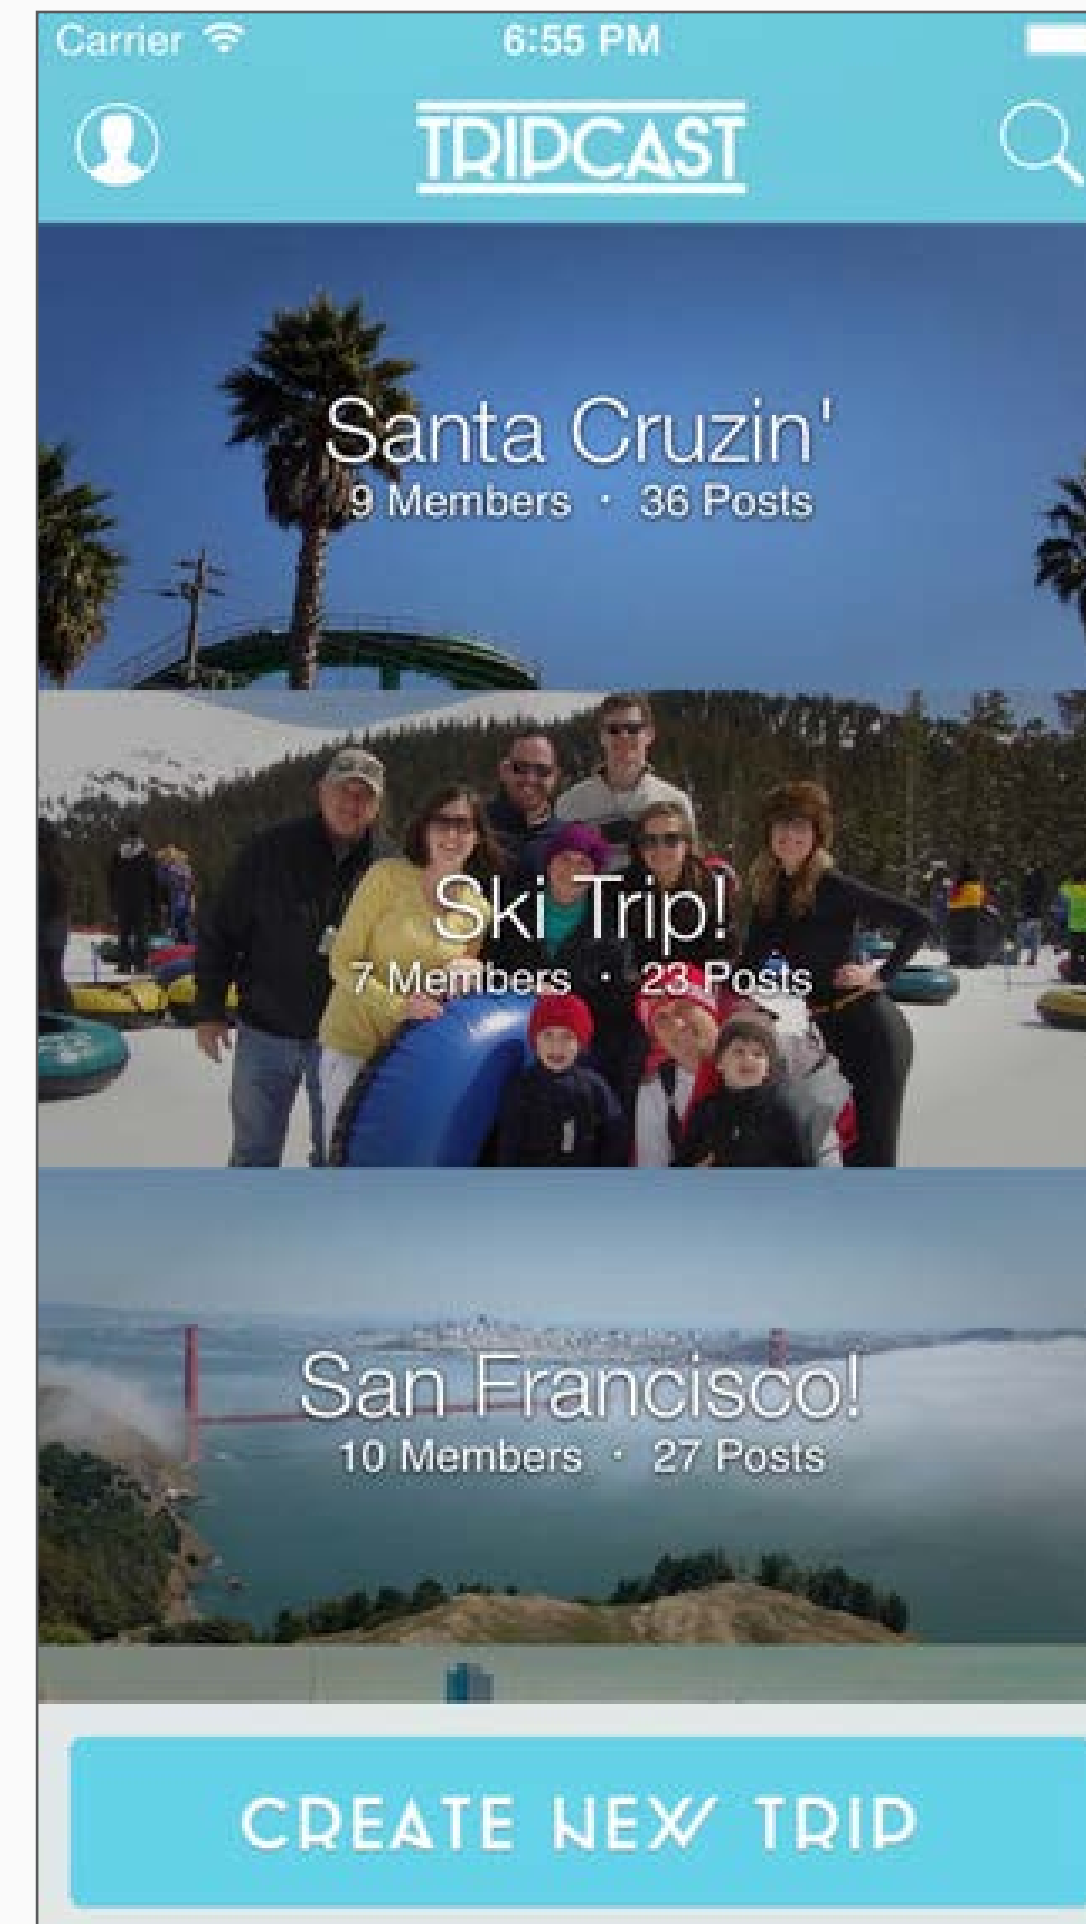 Carrier 6:55 PM
TRIPCAST
Santa Cruzin'
9 Members · 36 Posts
Ski Trip!
7 Members · 23 Posts
San Francisco!
10 Members · 27 Posts
CREATE NEW TRIP